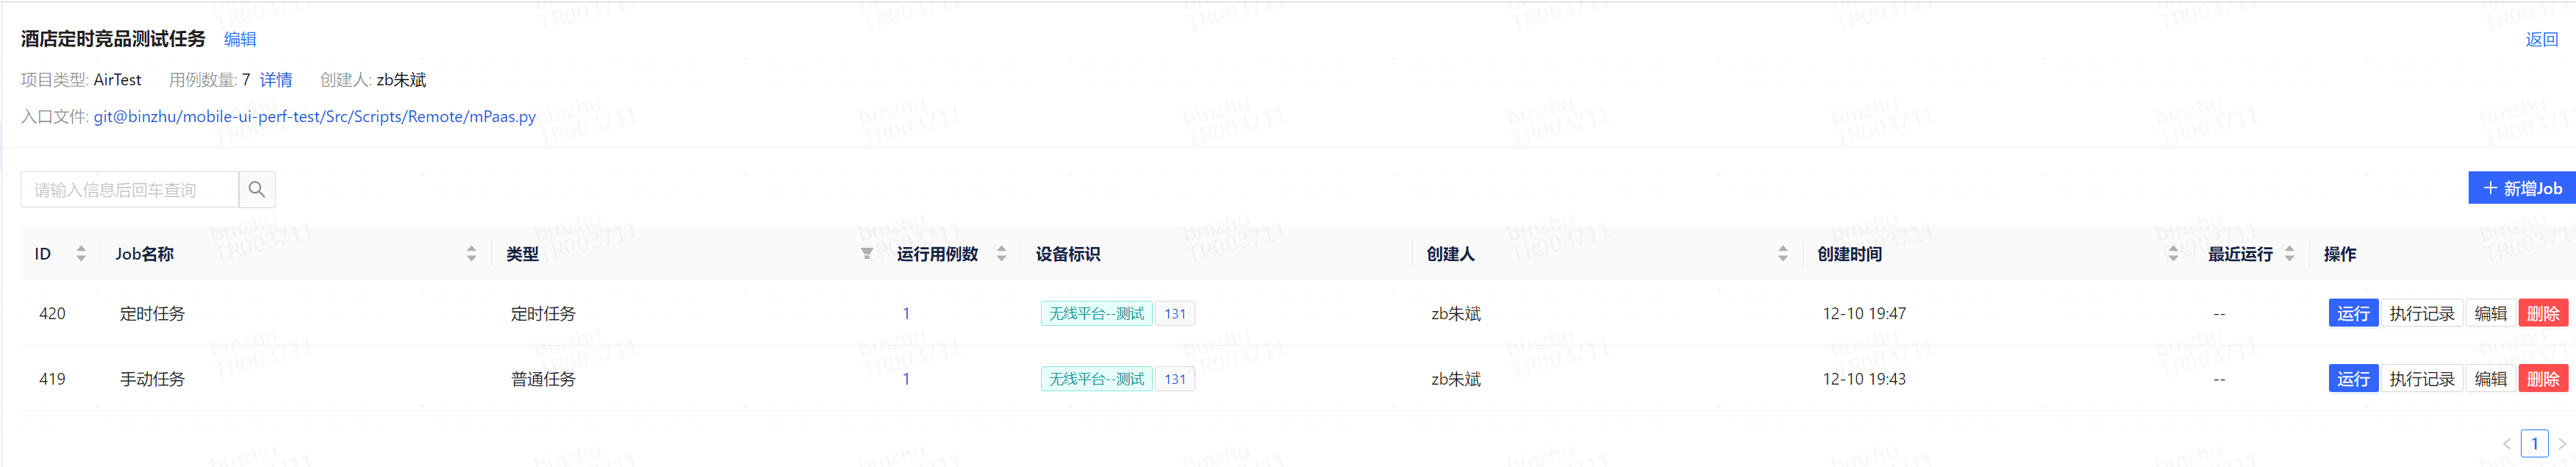 酒店定时竞品测试任务 编辑 返回
项目类型: AirTest 用例数量: 7 详情 创建人: zb朱斌
入口文件: git@binzhu/mobile-ui-perf-test/Src/Scripts/Remote/mPaas.py
请输入信息后回车查询 + 新增Job
ID Job名称 类型 运行用例数 设备标识 创建人 创建时间 最近运行 操作
420 定时任务 定时任务 1 无线平台--测试 131 zb朱斌 12-10 19:47 -- 运行 执行记录 编辑 删除
419 手动任务 普通任务 1 无线平台--测试 131 zb朱斌 12-10 19:43 -- 运行 执行记录 编辑 删除
< 1 >
binzhu
TR003711